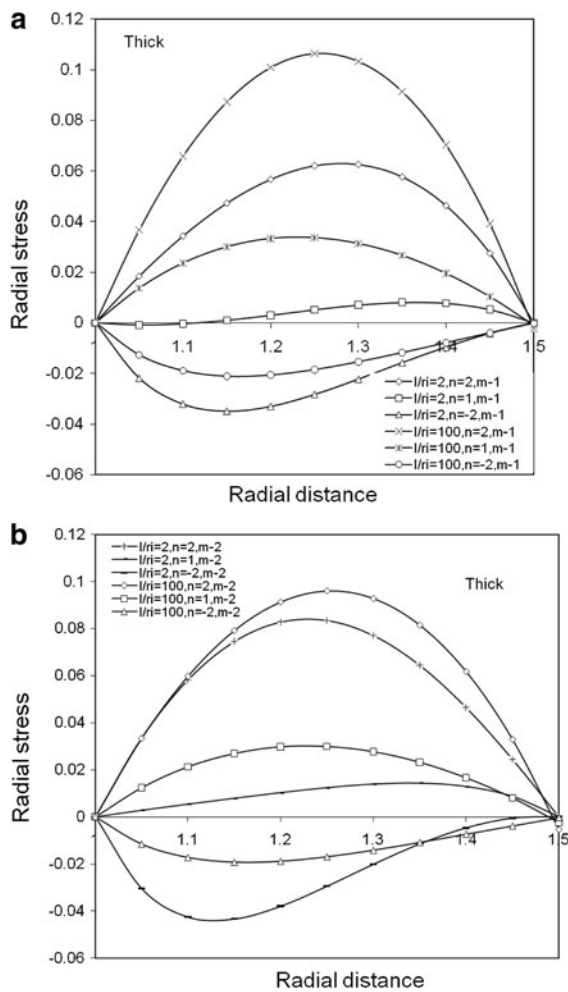 a
Thick
0.12
0.1
0.08
0.06
0.04
0.02
0
-0.02
-0.04
-0.06
1.1
1.2
1.3
1.4
1.5
Radial stress
Radial distance
l/ri=2,n=2,m-1
l/ri=2,n=1,m-1
l/ri=2,n=-2,m-1
l/ri=100,n=2,m-1
l/ri=100,n=1,m-1
l/ri=100,n=-2,m-1
b
Thick
0.12
0.1
0.08
0.06
0.04
0.02
0
-0.02
-0.04
-0.06
1.1
1.2
1.3
1.4
1.5
Radial stress
Radial distance
l/ri=2,n=2,m-2
l/ri=2,n=1,m-2
l/ri=2,n=-2,m-2
l/ri=100,n=2,m-2
l/ri=100,n=1,m-2
l/ri=100,n=-2,m-2